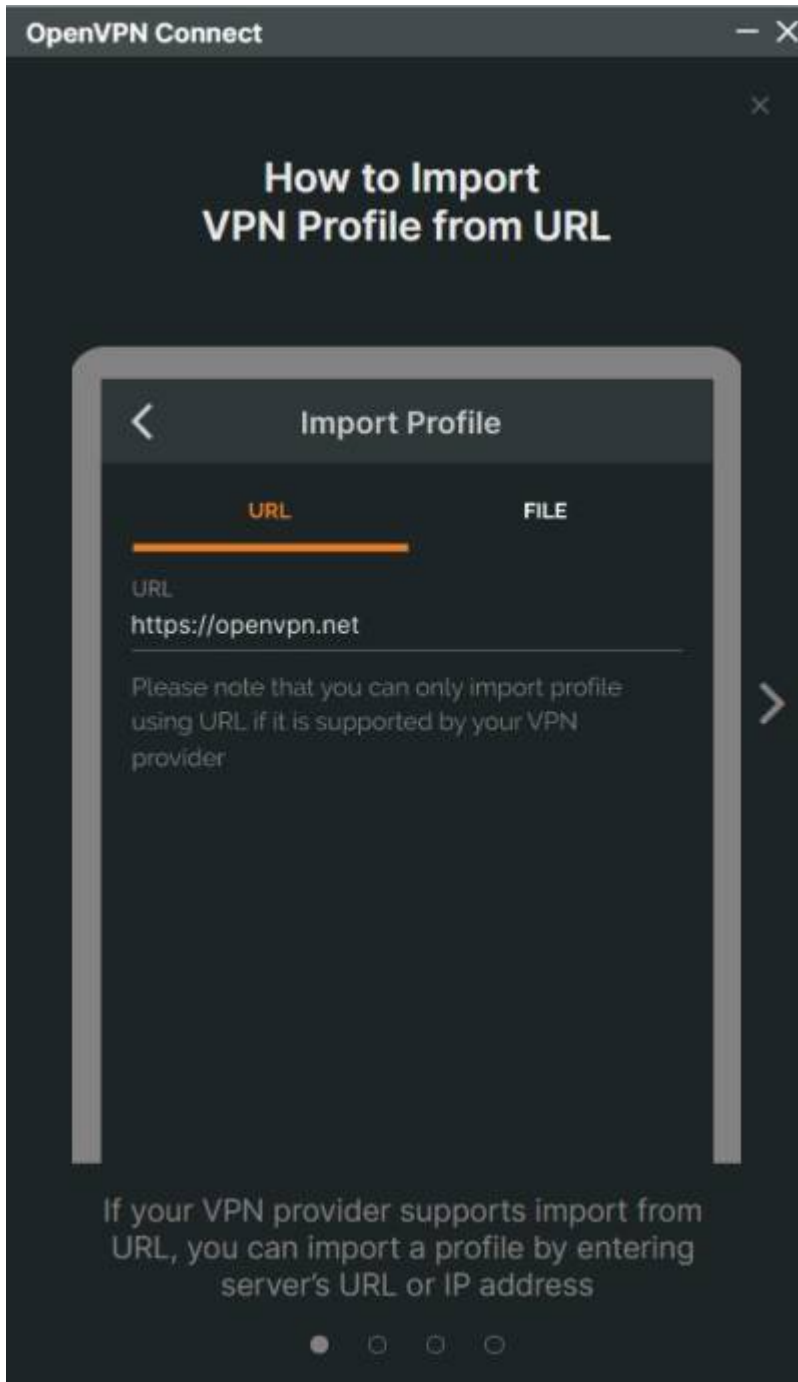 OpenVPN Connect
How to Import
VPN Profile from URL
Import Profile
URL
FILE
URL
https://openvpn.net
Please note that you can only import profile
using URL if it is supported by your VPN
provider
If your VPN provider supports import from
URL, you can import a profile by entering
server's URL or IP address